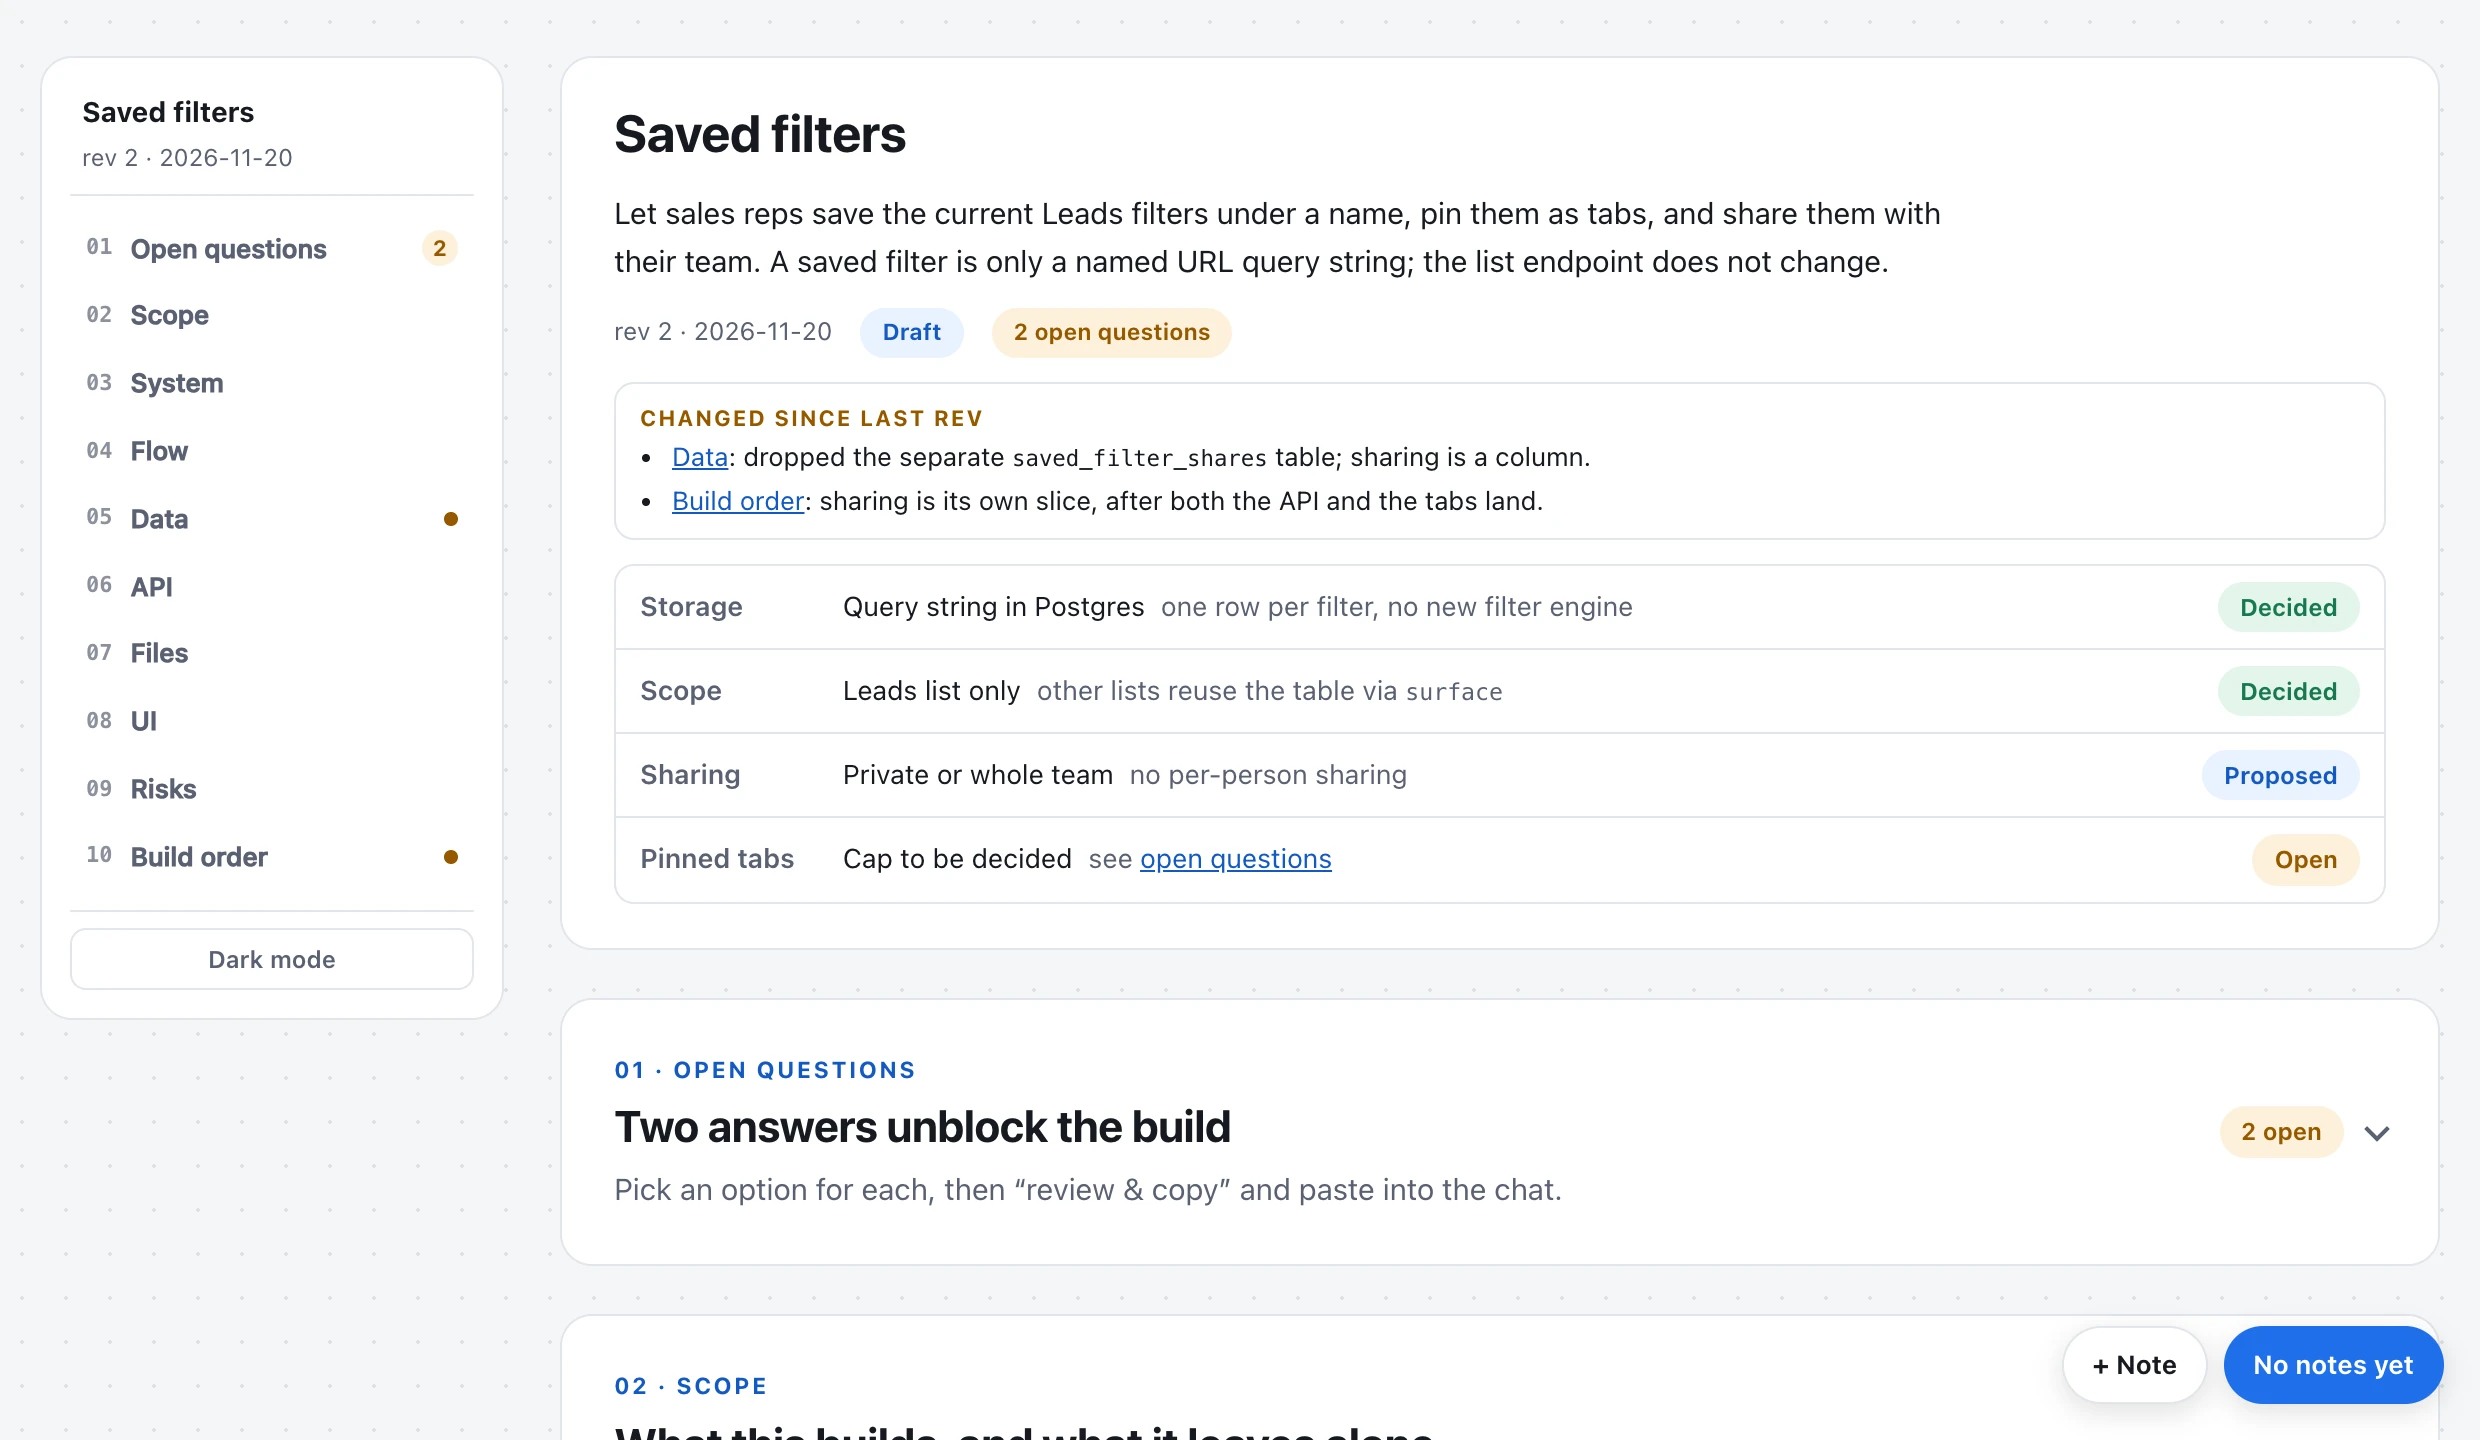 Saved filters
rev 2 · 2026-11-20
01 Open questions 2
02 Scope
03 System
04 Flow
05 Data
06 API
07 Files
08 UI
09 Risks
10 Build order
Dark mode
Saved filters
Let sales reps save the current Leads filters under a name, pin them as tabs, and share them with
their team. A saved filter is only a named URL query string; the list endpoint does not change.
rev 2 · 2026-11-20 Draft 2 open questions
CHANGED SINCE LAST REV
• Data: dropped the separate saved_filter_shares table; sharing is a column.
• Build order: sharing is its own slice, after both the API and the tabs land.
Storage Query string in Postgres one row per filter, no new filter engine Decided
Scope Leads list only other lists reuse the table via surface Decided
Sharing Private or whole team no per-person sharing Proposed
Pinned tabs Cap to be decided see open questions Open
01 · OPEN QUESTIONS
Two answers unblock the build
2 open
Pick an option for each, then “review & copy” and paste into the chat.
02 · SCOPE
What this builds, and what it leaves alone
+ Note
No notes yet